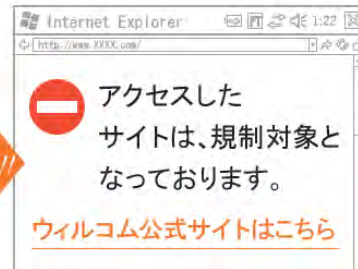 Internet Explorer 1:22
http://www.XXXX.com/
アクセスした
サイトは、規制対象と
なっております。
ウィルコム公式サイトはこちら